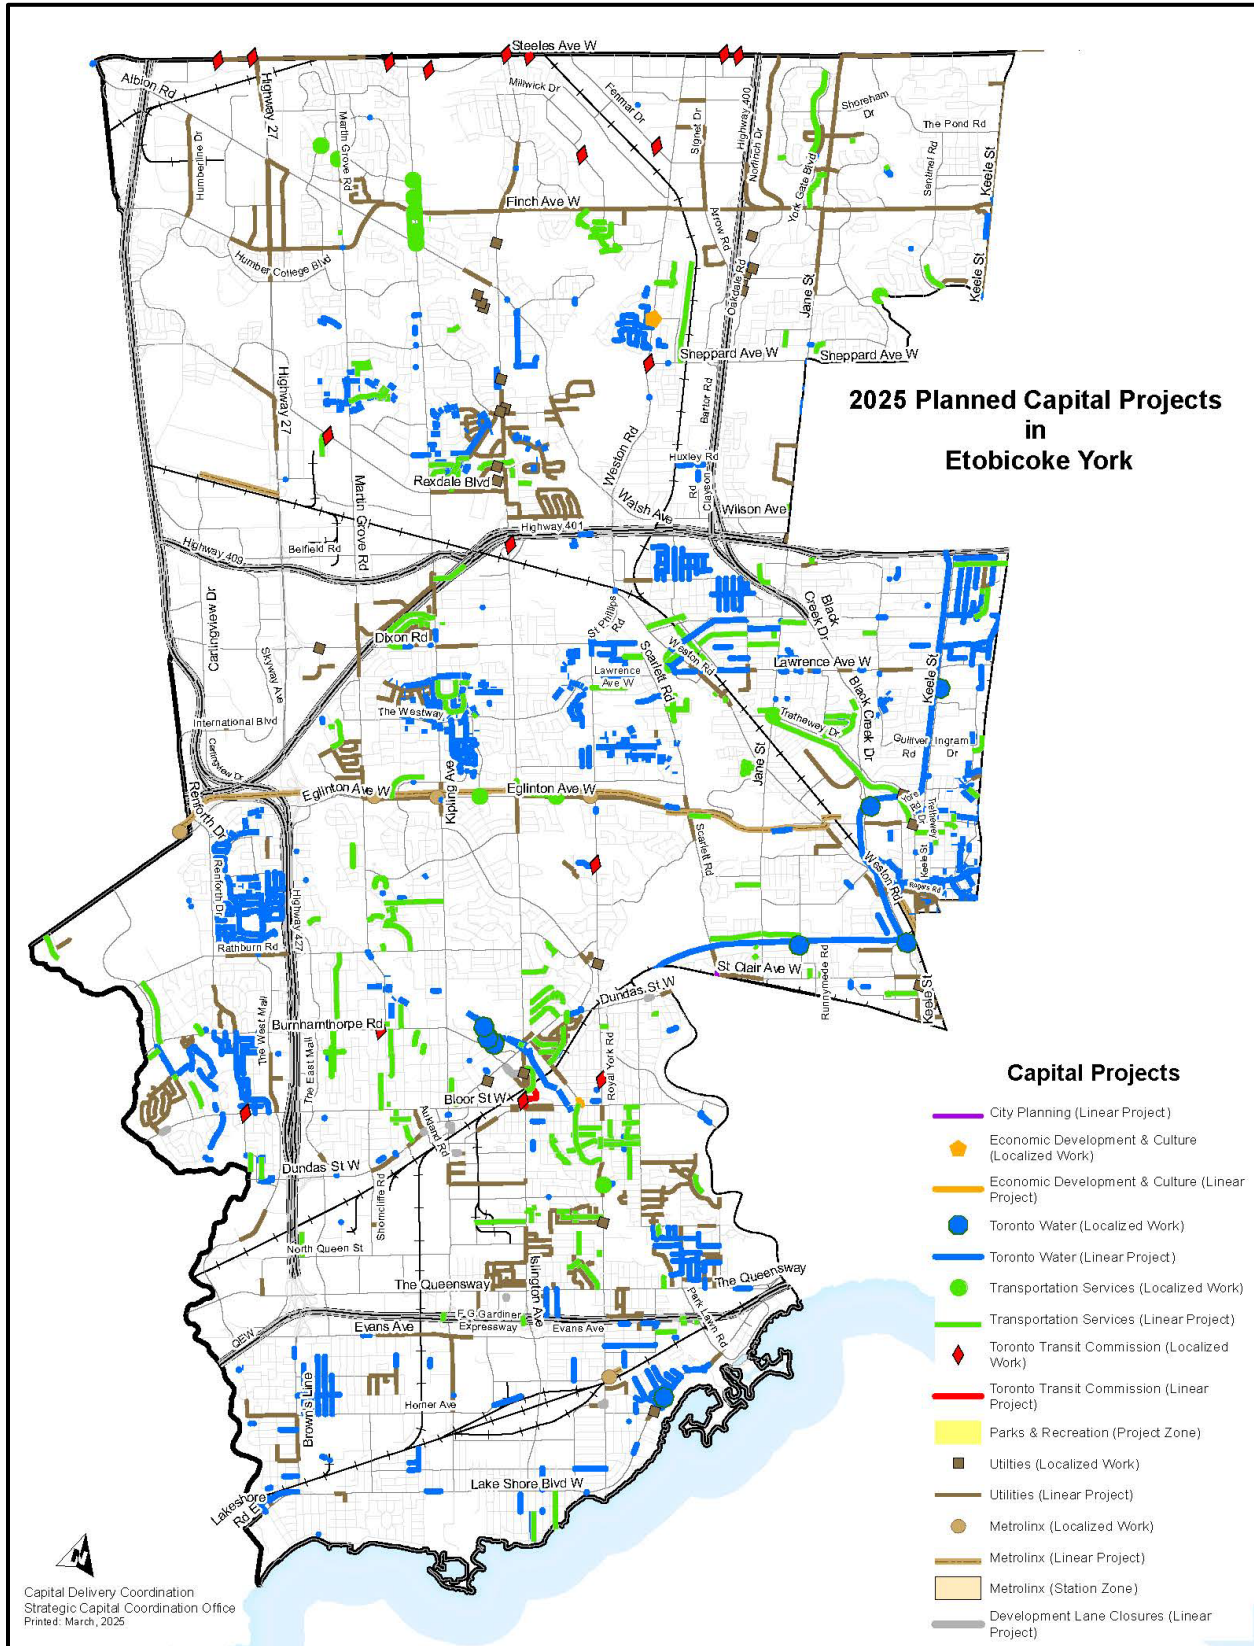 Steeles Ave W
Albion Rd
Highway 27
Martin Grove Rd
Humberline Dr
Millwick Dr
Fenmar Dr
Signet Dr
Highway 400
Norfinch Dr
Shoreham
Dr
The Pond Rd
Sentinel Rd
Keele St
York Gate Blvd
Finch Ave W
Arrow Rd
Humber College Blvd
Oakdale Rd
Jane St
Keele St
Sheppard Ave W
Sheppard Ave W
Highway 27
Bartor Rd
2025 Planned Capital Projects
in
Etobicoke York
Weston Rd
Huxley Rd
Rd
Clayson
Rexdale Blvd
Martin Grove Rd
Walsh Ave
Wilson Ave
Highway 401
Belfield Rd
Highway 409
Carlingview Dr
Black
Creek Dr
St Phillips
Rd
Dixon Rd
Skyway Ave
Scarlett Rd
Weston Rd
Lawrence
Ave W
Lawrence Ave W
Keele St
The Westway
Black Creek Dr
Trethewey Dr
International Blvd
Gulliver
Rd
Ingram
Dr
Carlingview Dr
Jane St
Renforth Dr
Eglinton Ave W
Kipling Ave
Eglinton Ave W
York
Rd
Dr
Trethewey
Scarlett Rd
Keele St
Weston Rd
Renforth Dr
Rogers Rd
Highway 427
Rathburn Rd
St Clair Ave W
Runnymede Rd
Keele St
Dundas St W
Burnhamthorpe Rd
The West Mall
The East Mall
Royal York Rd
Bloor St W
Aukland Rd
Dundas St W
Shorncliffe Rd
North Queen St
Islington Ave
The Queensway
The Queensway
F G Gardiner
Expressway
Evans Ave
Evans Ave
Park Lawn Rd
QEW
Brown's Line
Horner Ave
Lake Shore Blvd W
Lakeshore
Rd E
Capital Projects
City Planning (Linear Project)
Economic Development & Culture
(Localized Work)
Economic Development & Culture (Linear
Project)
Toronto Water (Localized Work)
Toronto Water (Linear Project)
Transportation Services (Localized Work)
Transportation Services (Linear Project)
Toronto Transit Commission (Localized
Work)
Toronto Transit Commission (Linear
Project)
Parks & Recreation (Project Zone)
Utilties (Localized Work)
Utilities (Linear Project)
Metrolinx (Localized Work)
Metrolinx (Linear Project)
Metrolinx (Station Zone)
Development Lane Closures (Linear
Project)
N
Capital Delivery Coordination
Strategic Capital Coordination Office
Printed: March, 2025